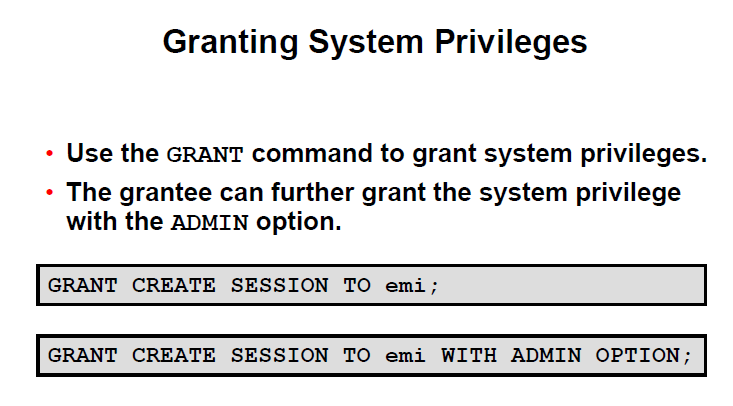 Granting System Privileges
• Use the GRANT command to grant system privileges.
• The grantee can further grant the system privilege
with the ADMIN option.
GRANT CREATE SESSION TO emi;
GRANT CREATE SESSION TO emi WITH ADMIN OPTION;